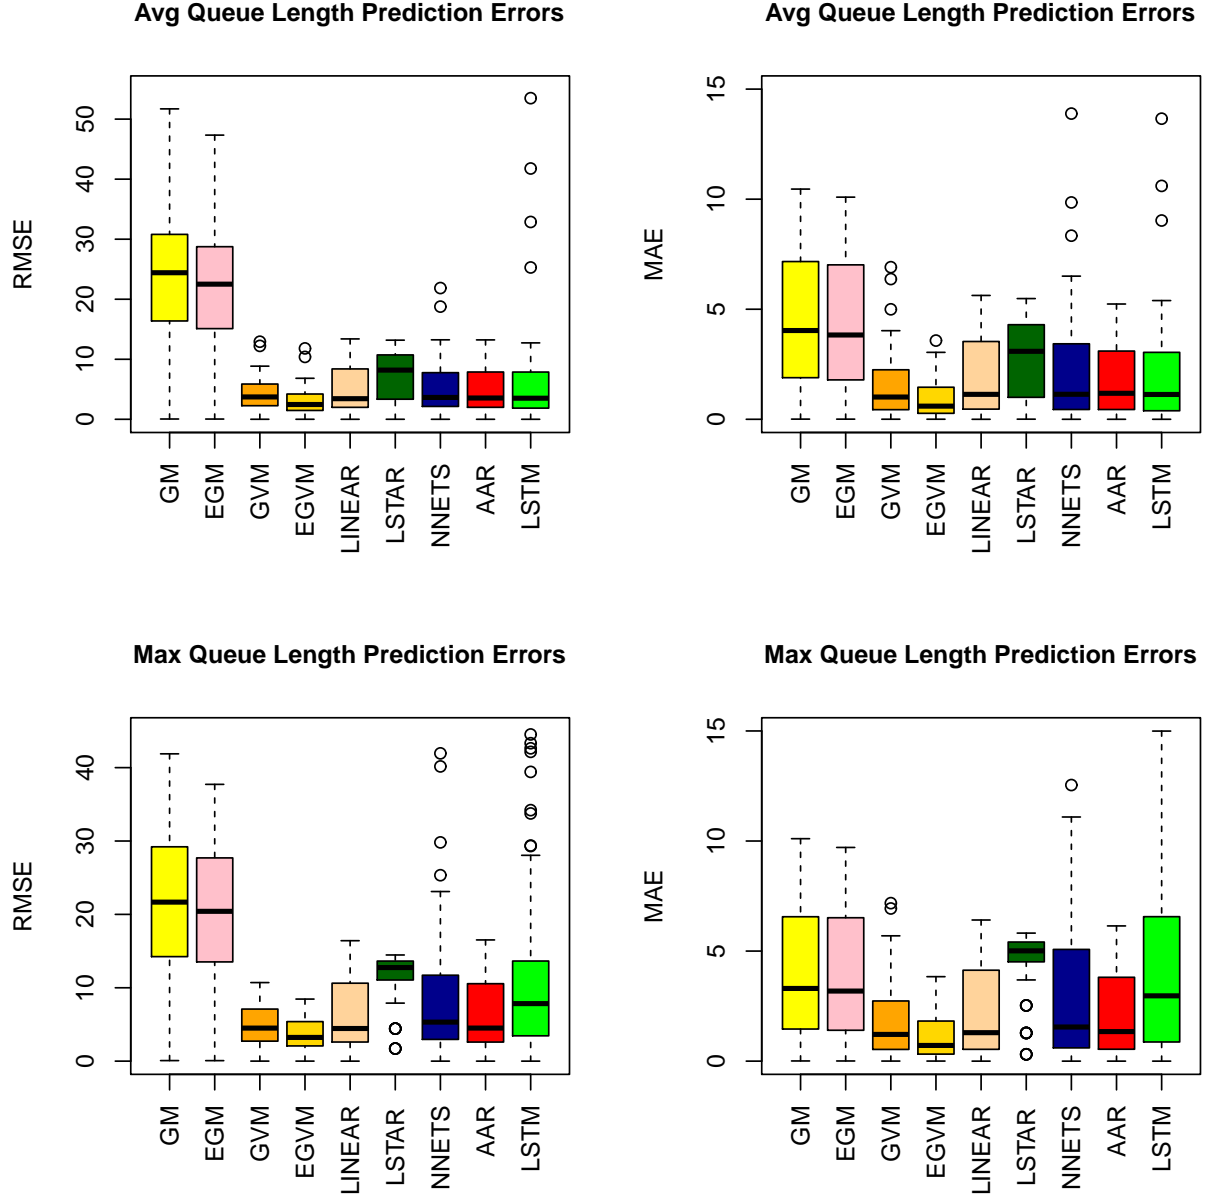 Avg Queue Length Prediction Errors
RMSE
50
40
30
20
10
0
GM
EGM
GVM
EGVM
LINEAR
LSTAR
NNETS
AAR
LSTM
Avg Queue Length Prediction Errors
MAE
15
10
5
0
GM
EGM
GVM
EGVM
LINEAR
LSTAR
NNETS
AAR
LSTM
Max Queue Length Prediction Errors
RMSE
40
30
20
10
0
GM
EGM
GVM
EGVM
LINEAR
LSTAR
NNETS
AAR
LSTM
Max Queue Length Prediction Errors
MAE
15
10
5
0
GM
EGM
GVM
EGVM
LINEAR
LSTAR
NNETS
AAR
LSTM